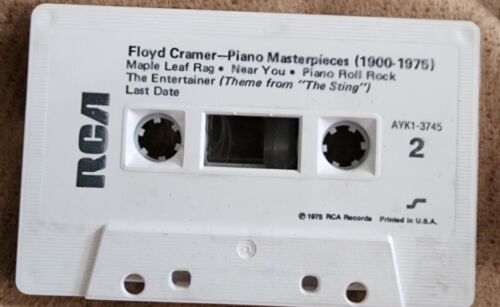 Floyd Cramer—Piano Masterpieces (1900-1975)
Maple Leaf Rag • Near You • Piano Roll Rock
The Entertainer (Theme from "The Sting")
Last Date
RCA
AYK1-3745
2
S
℗ 1975 RCA Records Printed in U.S.A.